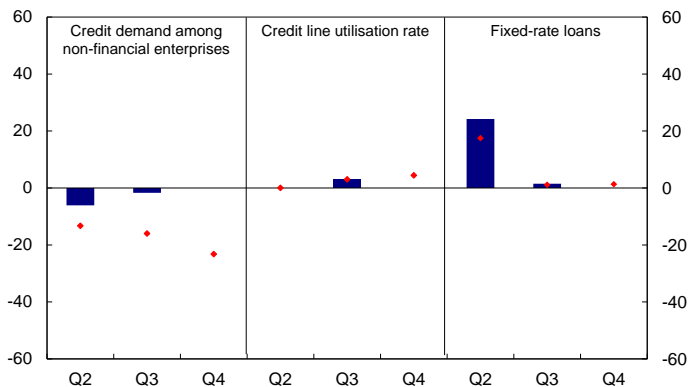 60
40
20
0
-20
-40
-60
Credit demand among
non-financial enterprises
Credit line utilisation rate
Fixed-rate loans
60
40
20
0
-20
-40
-60
Q2 Q3 Q4 Q2 Q3 Q4 Q2 Q3 Q4